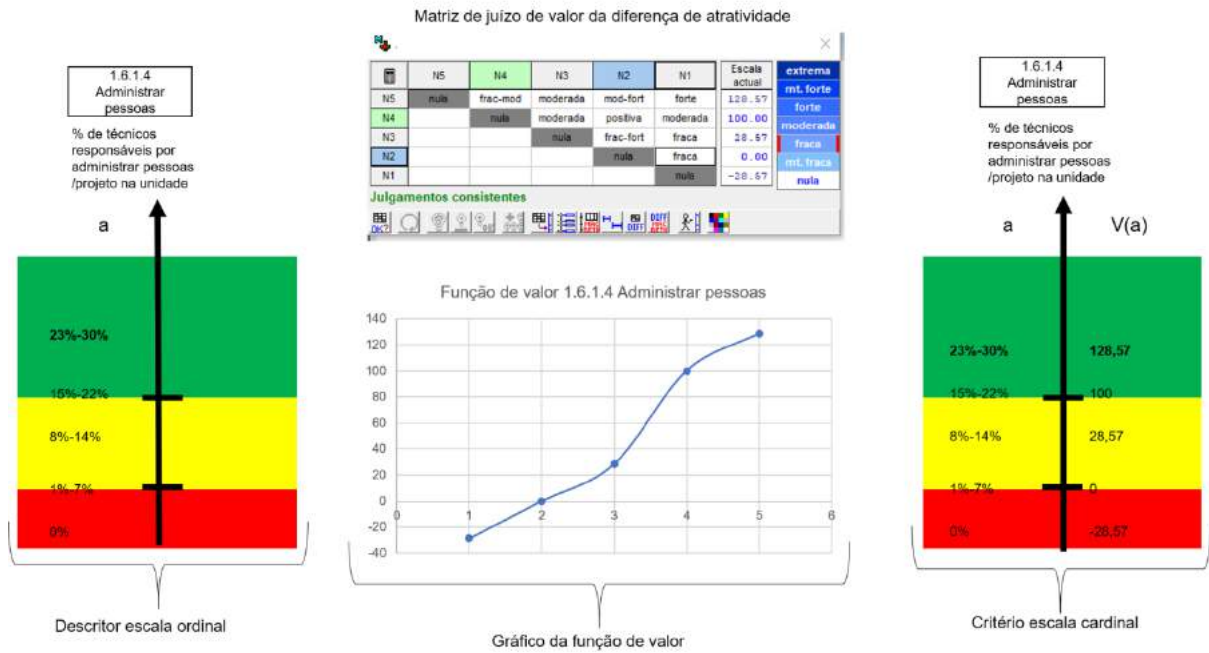 Matriz de juízo de valor da diferença de atratividade
1.6.1.4
Administrar
pessoas
% de técnicos
responsáveis por
administrar pessoas
/projeto na unidade
a
23%-30%
15%-22%
8%-14%
1%-7%
0%
Descritor escala ordinal
N5 N4 N3 N2 N1 Escala actual
N5 nula frac-mod moderada mod-fort forte 128.57
N4 nula moderada positiva moderada 100.00
N3 nula frac-fort fraca 28.57
N2 nula fraca 0.00
N1 nula -28.57
extrema
mt. forte
forte
moderada
fraca
mt. fraca
nula
Julgamentos consistentes
OK?
DIFF
DIFF
Função de valor 1.6.1.4 Administrar pessoas
140
120
100
80
60
40
20
0
-20
-40
0 1 2 3 4 5 6
Gráfico da função de valor
1.6.1.4
Administrar
pessoas
% de técnicos
responsáveis por
administrar pessoas
/projeto na unidade
a V(a)
23%-30% 128,57
15%-22% 100
8%-14% 28,57
1%-7% 0
0% -28,57
Critério escala cardinal